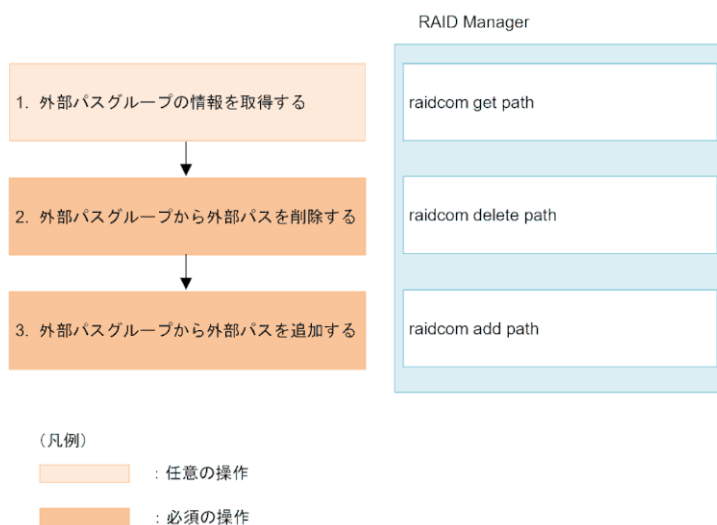 RAID Manager
1. 外部パスグループの情報を取得する
raidcom get path
2. 外部パスグループから外部パスを削除する
raidcom delete path
3. 外部パスグループから外部パスを追加する
raidcom add path
（凡例）
：任意の操作
：必須の操作